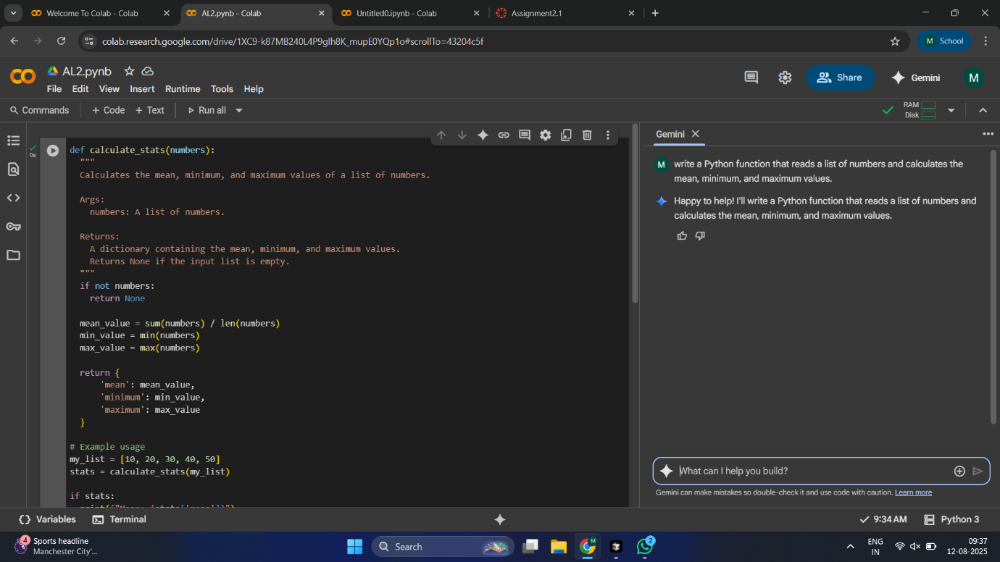 Welcome To Colab - Colab
AL2.pynb - Colab
Untitled0.ipynb - Colab
Assignment2.1
colab.research.google.com/drive/1XC9-k87MB240L4P9gIh8K_mupE0YQp1o#scrollTo=43204c5f
M School
AL2.pynb
File Edit View Insert Runtime Tools Help
Share
Gemini
M
Commands + Code + Text Run all
RAM
Disk
0s
def calculate_stats(numbers):
"""
Calculates the mean, minimum, and maximum values of a list of numbers.
Args:
numbers: A list of numbers.
Returns:
A dictionary containing the mean, minimum, and maximum values.
Returns None if the input list is empty.
"""
if not numbers:
return None
mean_value = sum(numbers) / len(numbers)
min_value = min(numbers)
max_value = max(numbers)
return {
'mean': mean_value,
'minimum': min_value,
'maximum': max_value
}
# Example usage
my_list = [10, 20, 30, 40, 50]
stats = calculate_stats(my_list)
if stats:
Gemini
M
write a Python function that reads a list of numbers and calculates the
mean, minimum, and maximum values.
Happy to help! I'll write a Python function that reads a list of numbers and
calculates the mean, minimum, and maximum values.
What can I help you build?
Gemini can make mistakes so double-check it and use code with caution. Learn more
Variables
Terminal
9:34 AM
Python 3
4
Sports headline
Manchester City'...
Search
M
2
ENG
IN
09:37
12-08-2025